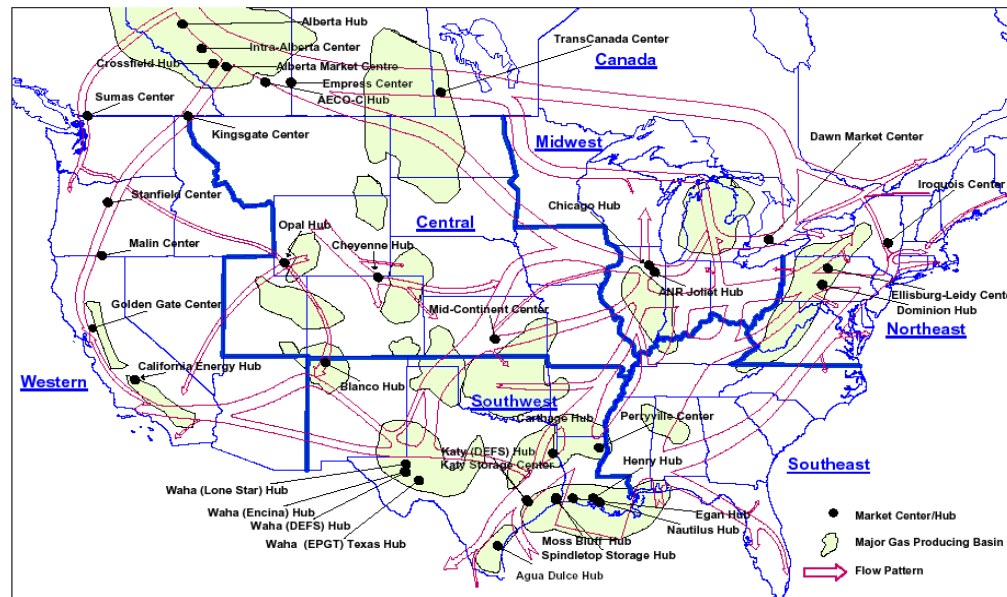 Alberta Hub
TransCanada Center
Intra-Alberta Center
Canada
Crossfield Hub
Alberta Market Centre
Empress Center
Sumas Center
AECO-C Hub
Kingsgate Center
Midwest
Dawn Market Center
Iroquois Center
Stanfield Center
Chicago Hub
Central
Opal Hub
Malin Center
Cheyenne Hub
ANR Joliet Hub
Ellisburg-Leidy Cente
Golden Gate Center
Mid-Continent Center
Dominion Hub
Northeast
California Energy Hub
Western
Blanco Hub
Southwest
Carthage Hub
Perryville Center
Katy (DEFS) Hub
Katy Storage Center
Henry Hub
Southeast
Waha (Lone Star) Hub
Waha (Encina) Hub
Egan Hub
Market Center/Hub
Waha (DEFS) Hub
Nautilus Hub
Waha (EPGT) Texas Hub
Moss Bluff Hub
Major Gas Producing Basin
Spindletop Storage Hub
Agua Dulce Hub
Flow Pattern